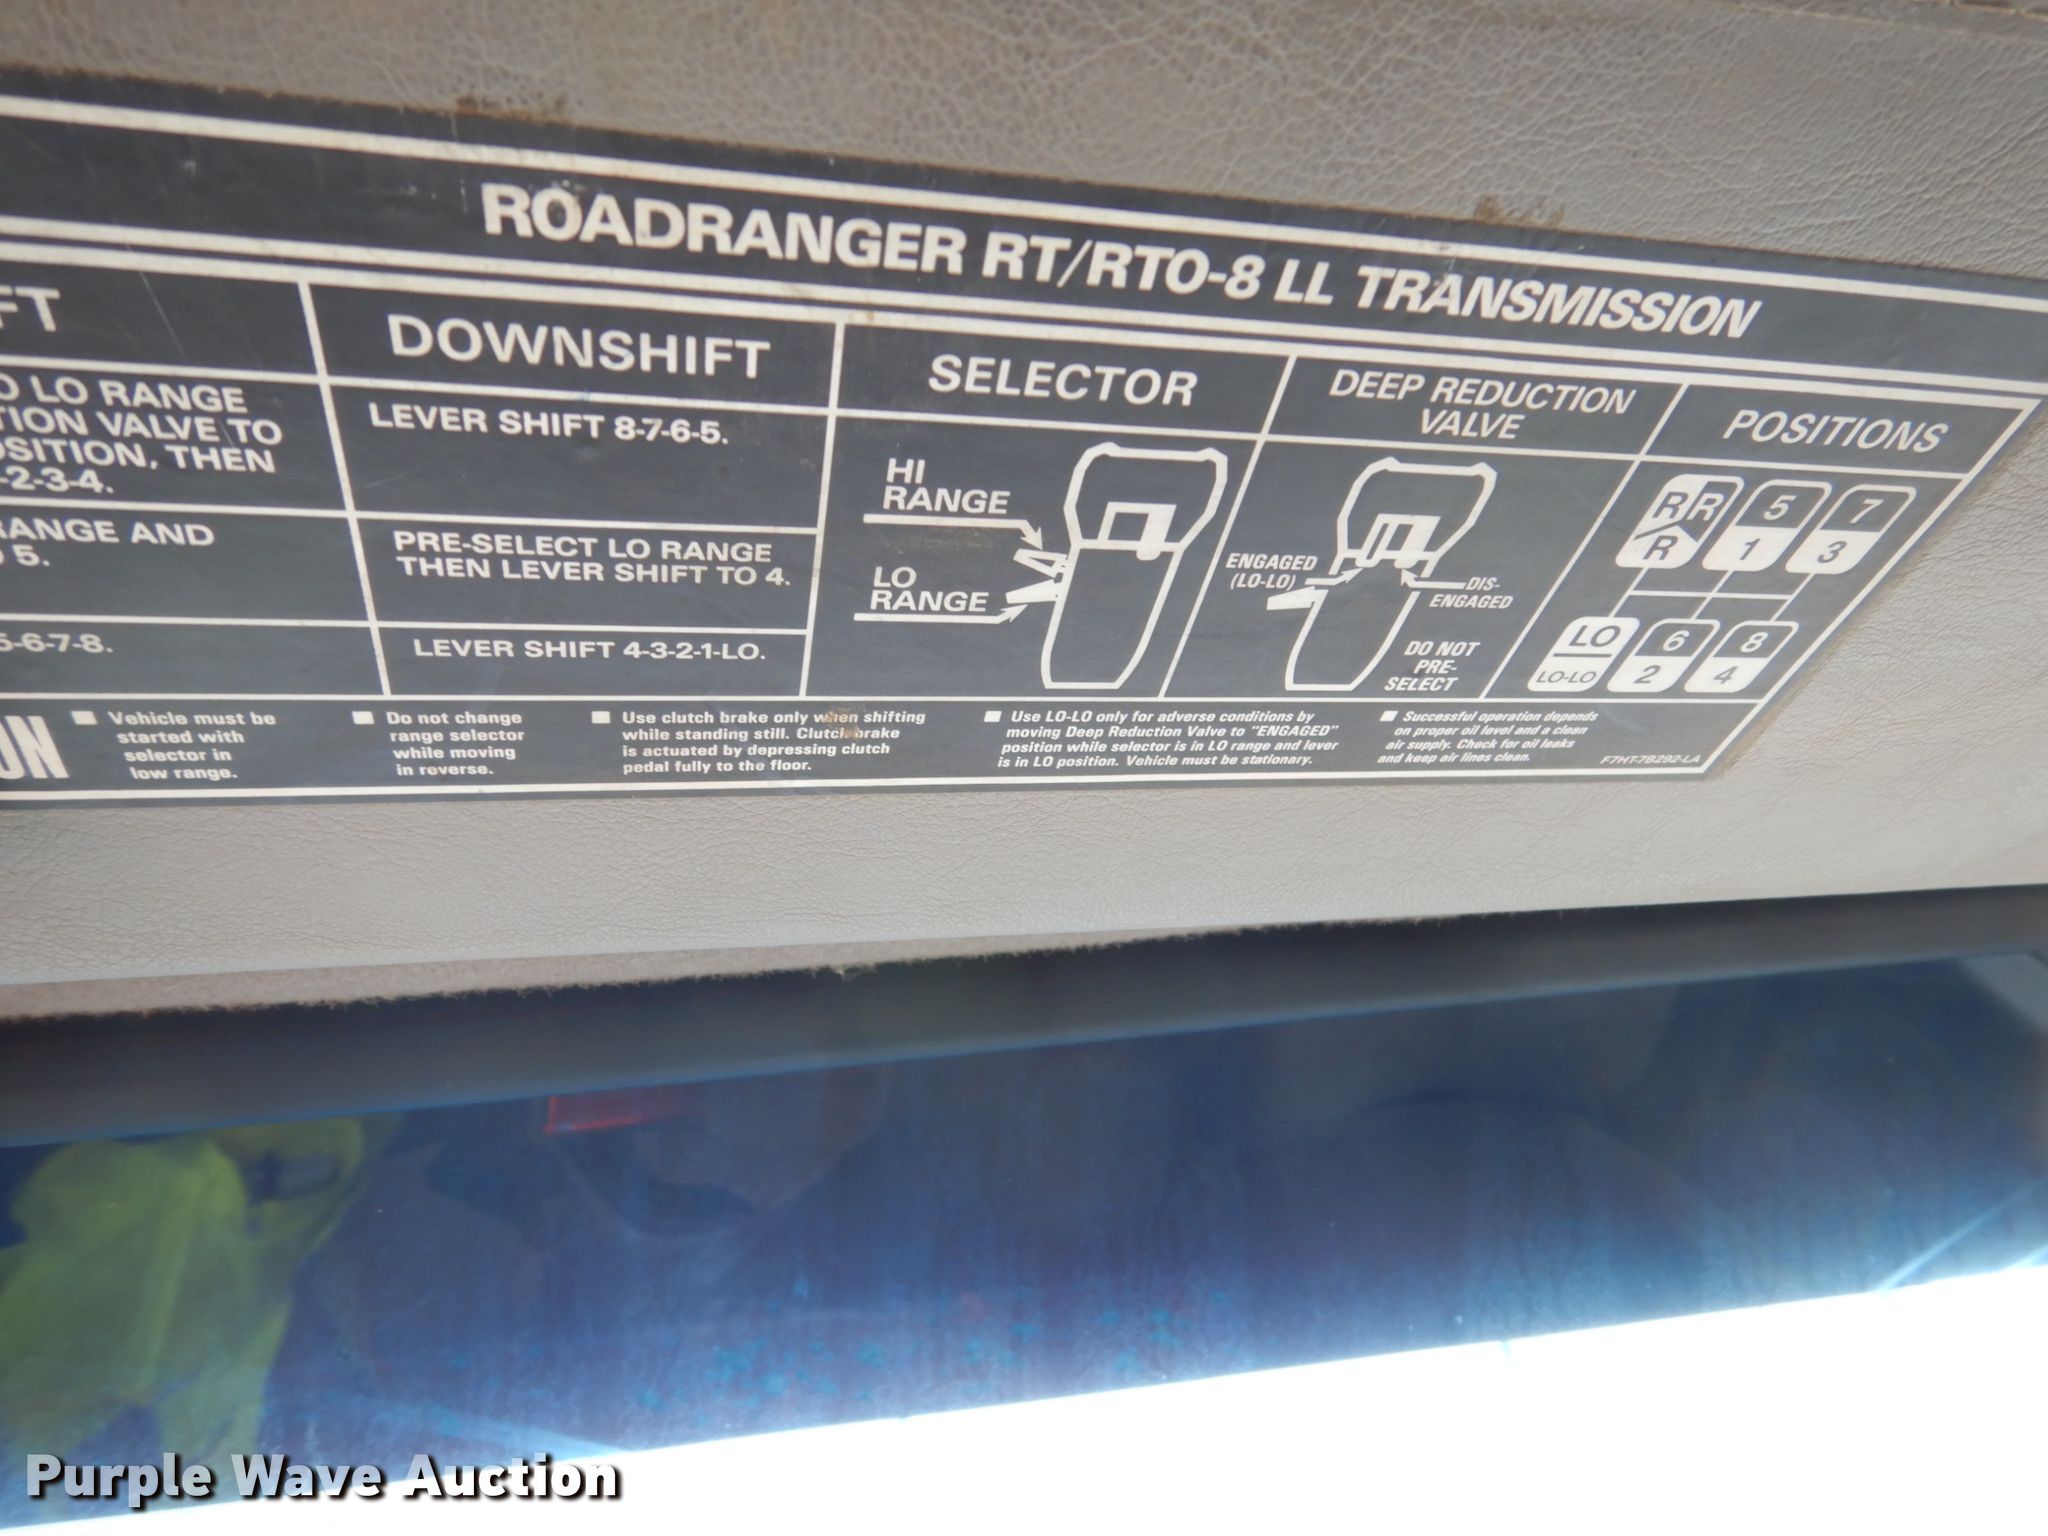 ROADRANGER RT/RTO-8 LL TRANSMISSION
FT
O LO RANGE
TION VALVE TO
OSITION, THEN
-2-3-4.
RANGE AND
O 5.
5-6-7-8.
DOWNSHIFT
LEVER SHIFT 8-7-6-5.
PRE-SELECT LO RANGE
THEN LEVER SHIFT TO 4.
LEVER SHIFT 4-3-2-1-LO.
SELECTOR
HI
RANGE
LO
RANGE
DEEP REDUCTION
VALVE
ENGAGED
(LO-LO)
DIS-
ENGAGED
DO NOT
PRE-
SELECT
POSITIONS
R R 5 7
R 1 3
LO 6 8
LO-LO 2 4
ON
Vehicle must be
started with
selector in
low range.
Do not change
range selector
while moving
in reverse.
Use clutch brake only when shifting
while standing still. Clutch brake
is actuated by depressing clutch
pedal fully to the floor.
Use LO-LO only for adverse conditions by
moving Deep Reduction Valve to "ENGAGED"
position while selector is in LO range and lever
is in LO position. Vehicle must be stationary.
Successful operation depends
on proper oil level and a clean
air supply. Check for oil leaks
and keep air lines clean.
F7HT-7B292-LA
Purple Wave Auction